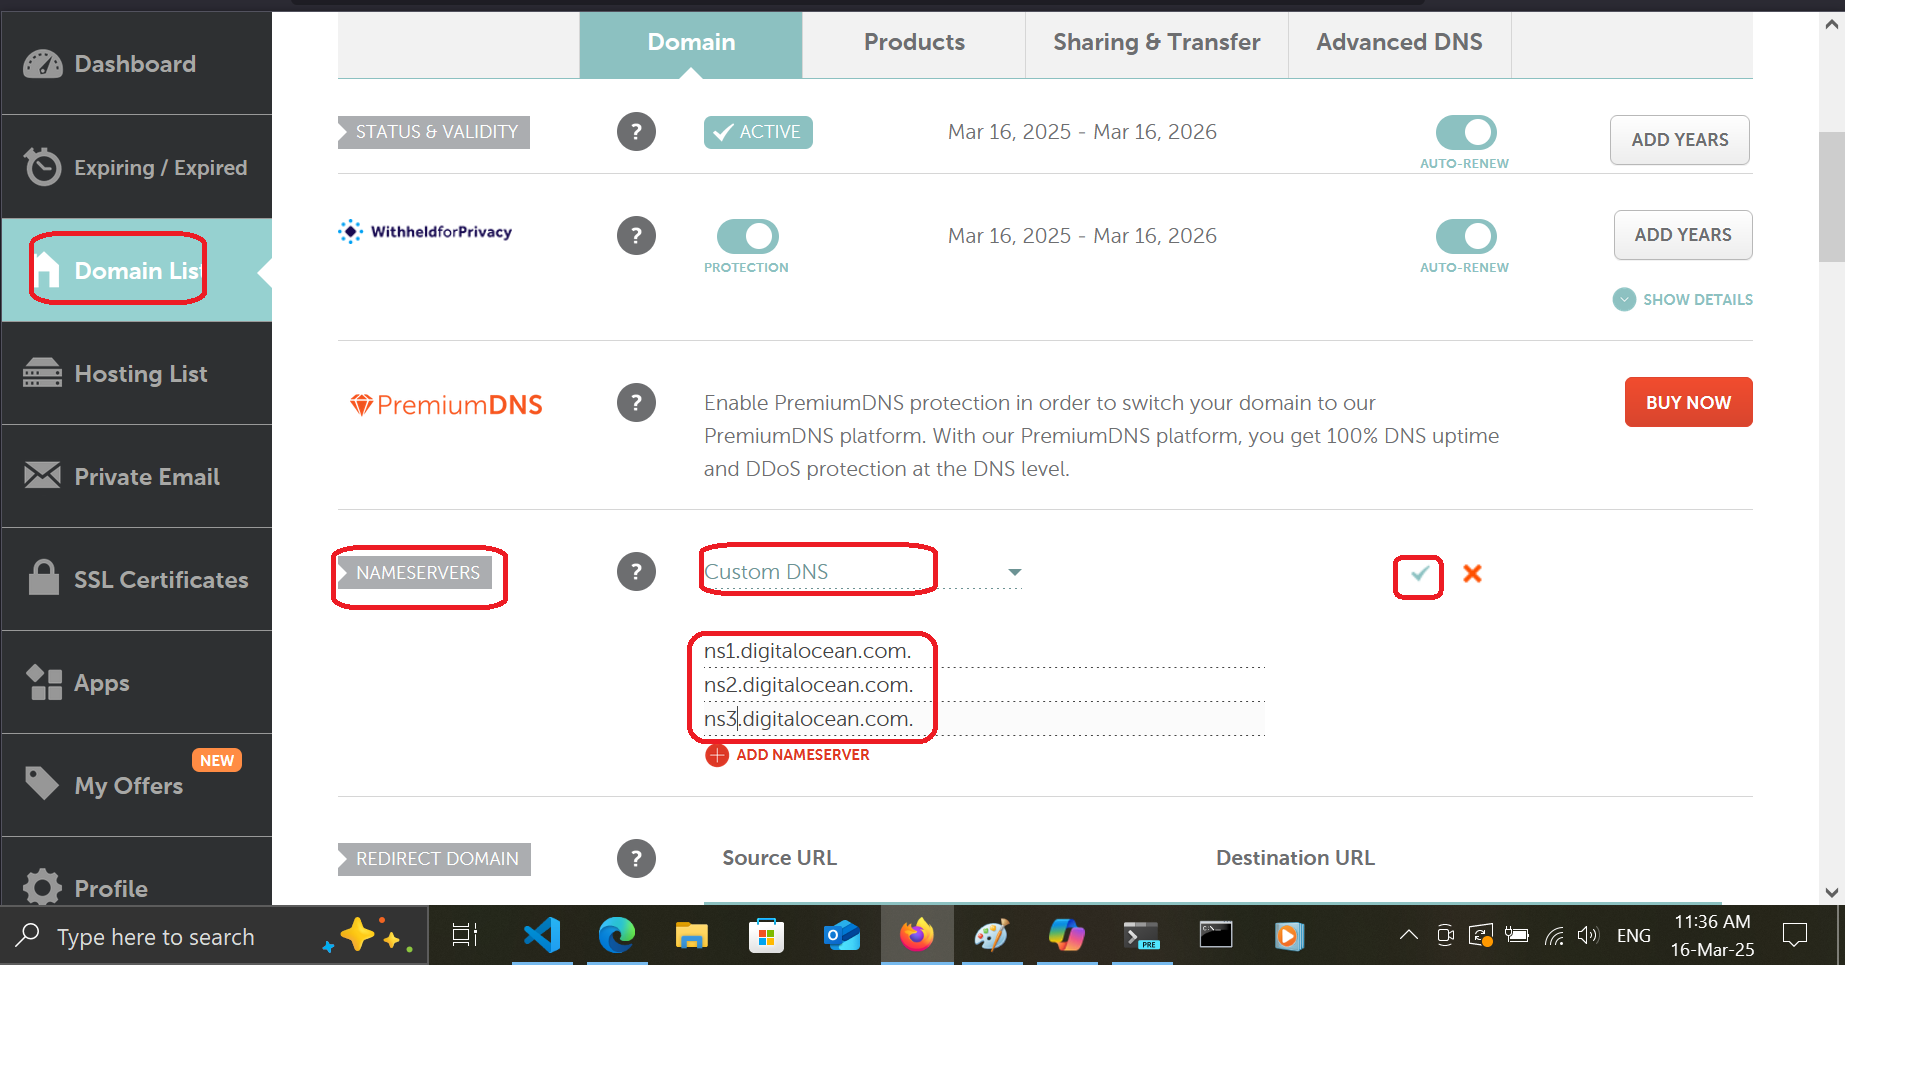 Domain
Products
Sharing & Transfer
Advanced DNS
Dashboard
Expiring / Expired
Domain List
Hosting List
Private Email
SSL Certificates
Apps
NEW
My Offers
Profile
STATUS & VALIDITY
?
ACTIVE
Mar 16, 2025 - Mar 16, 2026
AUTO-RENEW
ADD YEARS
WithheldforPrivacy
?
PROTECTION
Mar 16, 2025 - Mar 16, 2026
AUTO-RENEW
ADD YEARS
SHOW DETAILS
PremiumDNS
?
Enable PremiumDNS protection in order to switch your domain to our
PremiumDNS platform. With our PremiumDNS platform, you get 100% DNS uptime
and DDoS protection at the DNS level.
BUY NOW
NAMESERVERS
?
Custom DNS
ns1.digitalocean.com.
ns2.digitalocean.com.
ns3.digitalocean.com.
ADD NAMESERVER
REDIRECT DOMAIN
?
Source URL
Destination URL
Type here to search
PRE
ENG
11:36 AM
16-Mar-25